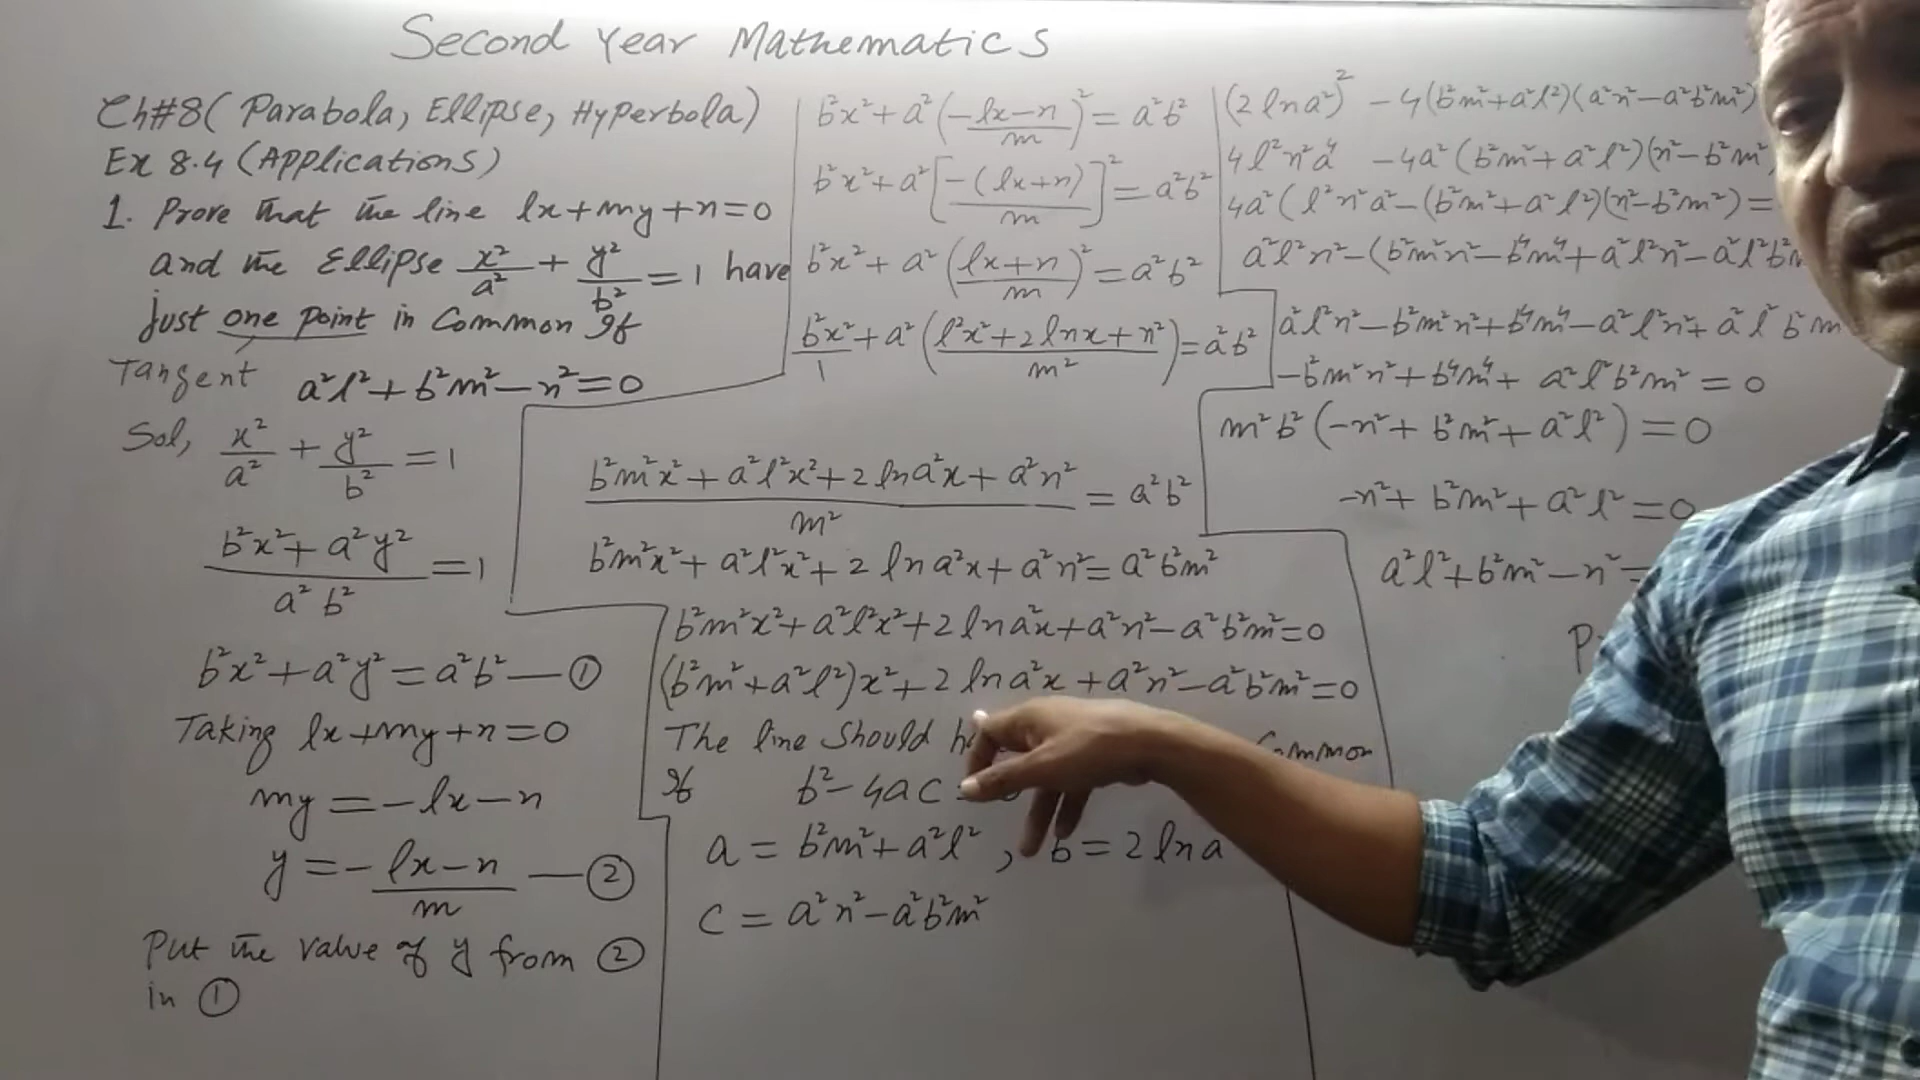 Second Year Mathematics
Ch#8( Parabola, Ellipse, Hyperbola)
Ex 8.4 (Applications)
1. Prove that the line lx+my+n=0
and the Ellipse x²/a² + y²/b² = 1 have
just one point in common If
Tangent a²l²+b²m²-n²=0
Sol, x²/a² + y²/b² = 1
(b²x²+a²y²)/(a²b²) = 1
b²x²+a²y²=a²b² — ①
Taking lx+my+n=0
my = -lx-n
y = -(lx-n)/m — ②
Put the value of y from ②
in ①
b²x²+a²((-lx-n)/m)² = a²b²
b²x²+a²[-(lx+n)/m]² = a²b²
b²x²+a²((lx+n)/m)² = a²b²
b²x²/1 + a²((l²x²+2lnx+n²)/m²) = a²b²
(b²m²x²+a²l²x²+2lna²x+a²n²)/m² = a²b²
b²m²x²+a²l²x²+2lna²x+a²n²=a²b²m²
b²m²x²+a²l²x²+2lna²x+a²n²-a²b²m²=0
(b²m²+a²l²)x²+2lna²x+a²n²-a²b²m²=0
The line should Common
If b²-4ac
a = b²m²+a²l², b = 2lna
c = a²n²-a²b²m²
(2lna²)² -4(b²m²+a²l²)(a²n²-a²b²m²)
4l²n²a⁴ -4a²(b²m²+a²l²)(n²-b²m²
4a²(l²n²a²-(b²m²+a²l²)(n²-b²m²)=
a²l²n²-(b²m²n²-b⁴m⁴+a²l²n²-a²l²b²m
a²l²n²-b²m²n²+b⁴m⁴-a²l²n²+a²l²b²m
-b²m²n²+b⁴m⁴+a²l²b²m²=0
m²b²(-n²+b²m²+a²l²)=0
-n²+b²m²+a²l²=0
a²l²+b²m²-n²=